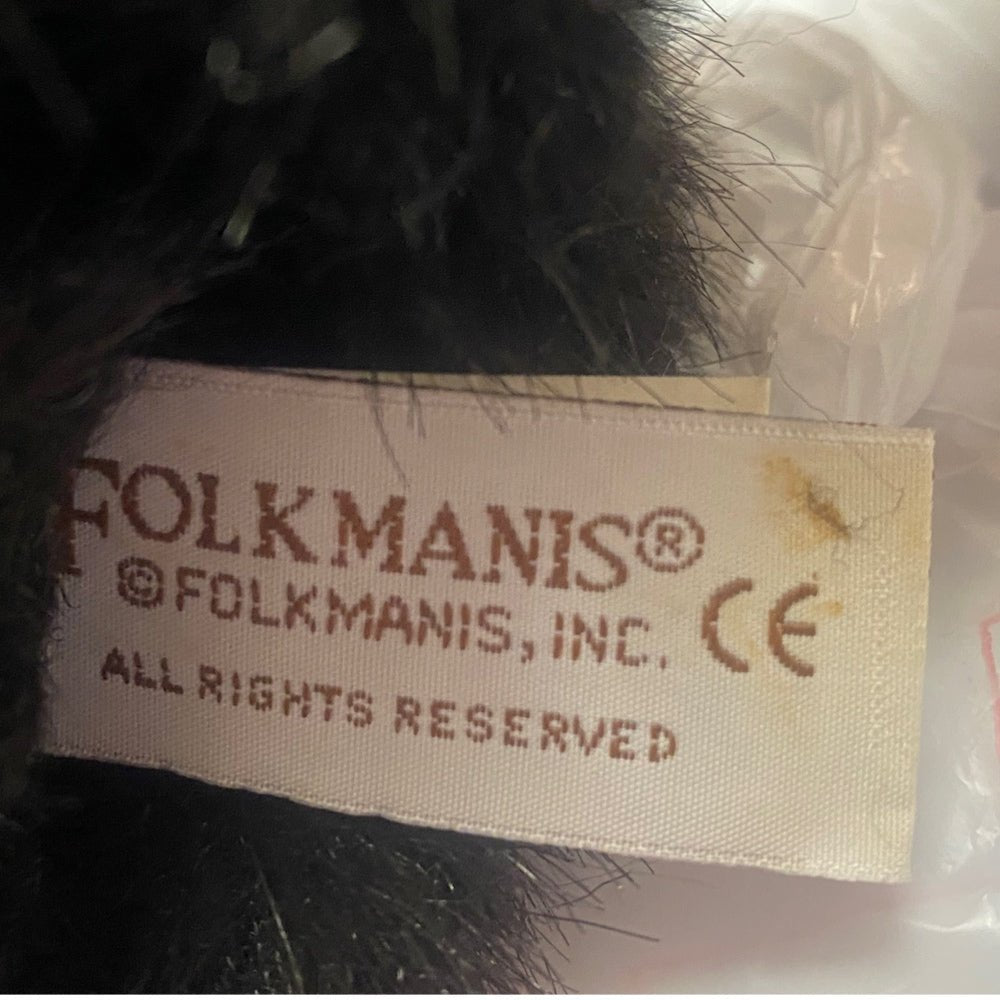 FOLKMANIS®
©FOLKMANIS, INC. CE
ALL RIGHTS RESERVED